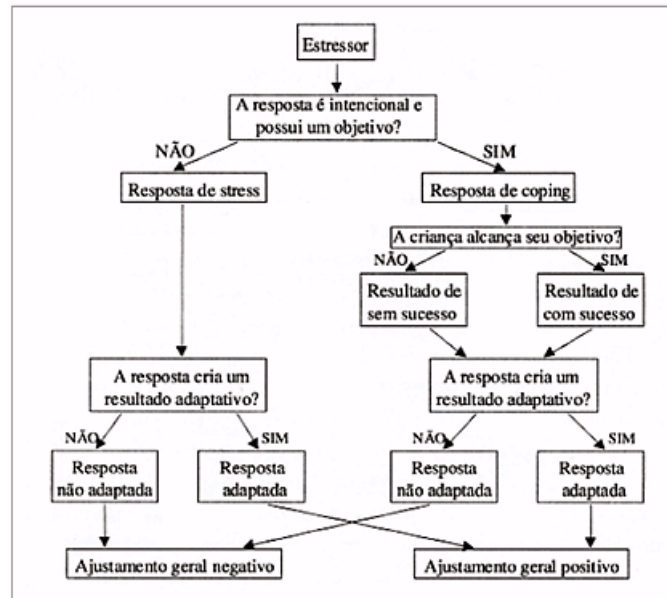 Estressor
A resposta é intencional e
possui um objetivo?
NÃO SIM
Resposta de stress Resposta de coping
A criança alcança seu objetivo?
NÃO SIM
Resultado de Resultado de
sem sucesso com sucesso
A resposta cria um A resposta cria um
resultado adaptativo? resultado adaptativo?
NÃO SIM NÃO SIM
Resposta Resposta Resposta Resposta
não adaptada adaptada não adaptada adaptada
Ajustamento geral negativo Ajustamento geral positivo